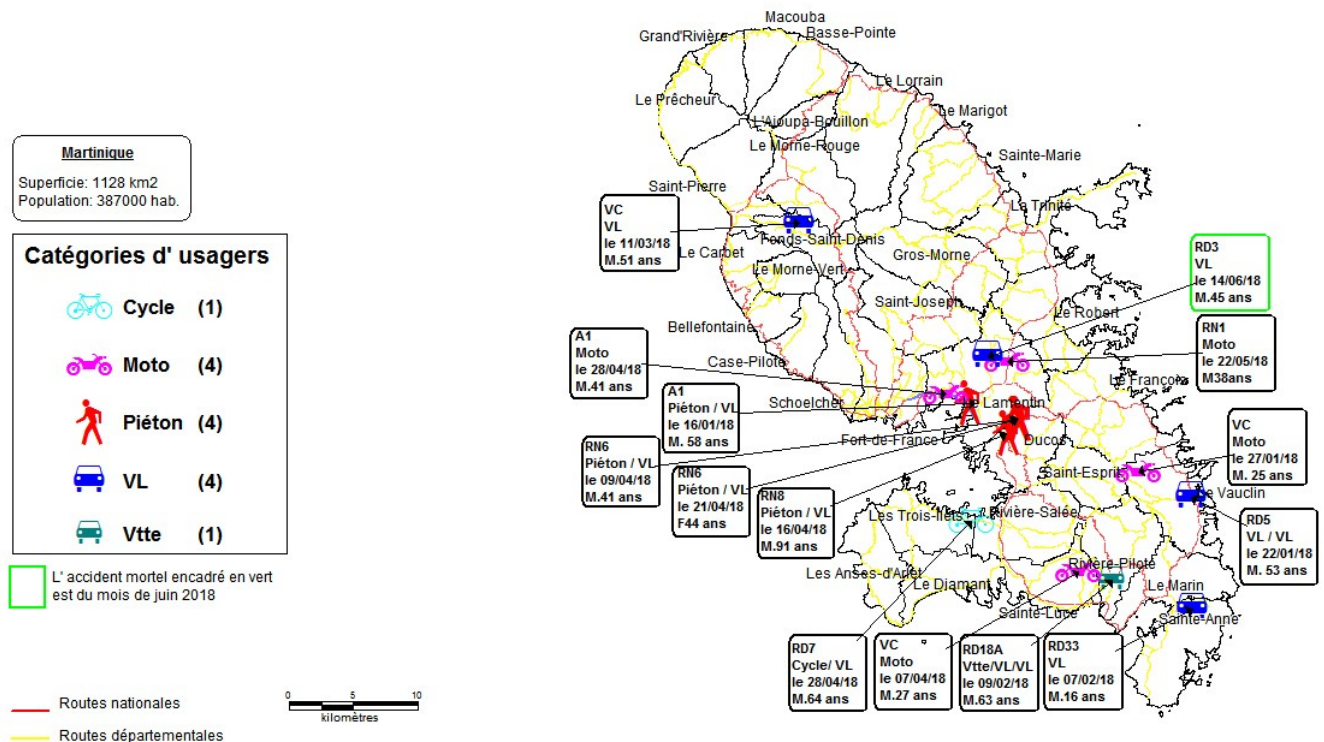 Martinique
Superficie: 1128 km2
Population: 387000 hab.
Catégories d' usagers
Cycle (1)
Moto (4)
Piéton (4)
VL (4)
Vtte (1)
L' accident mortel encadré en vert
est du mois de juin 2018
Routes nationales
Routes départementales
0 5 10
kilomètres
Macouba
Grand'Rivière
Basse-Pointe
Le Lorrain
Le Prêcheur
Le Marigot
L'Ajoupa-Bouillon
Le Morne-Rouge
Sainte-Marie
Saint-Pierre
La Trinité
Fonds-Saint-Denis
Le Carbet
Gros-Morne
Le Morne-Vert
Saint-Joseph
Le Robert
Bellefontaine
Case-Pilote
Le François
Schoelcher
Le Lamentin
Fort-de-France
Ducos
Saint-Esprit
Le Vauclin
Les Trois-Ilets
Rivière-Salée
Les Anses-d'Arlet
Rivière-Pilote
Le Diamant
Le Marin
Sainte-Luce
Sainte-Anne
VC
VL
le 11/03/18
M.51 ans
RD3
VL
le 14/06/18
M.45 ans
RN1
Moto
le 22/05/18
M38ans
A1
Moto
le 28/04/18
M.41 ans
A1
Piéton / VL
le 16/01/18
M. 58 ans
RN6
Piéton / VL
le 09/04/18
M.41 ans
RN6
Piéton / VL
le 21/04/18
F44 ans
RN8
Piéton / VL
le 16/04/18
M.91 ans
VC
Moto
le 27/01/18
M. 25 ans
RD5
VL / VL
le 22/01/18
M. 53 ans
RD7
Cycle/ VL
le 28/04/18
M.64 ans
VC
Moto
le 07/04/18
M.27 ans
RD18A
Vtte/VL/VL
le 09/02/18
M.63 ans
RD33
VL
le 07/02/18
M.16 ans